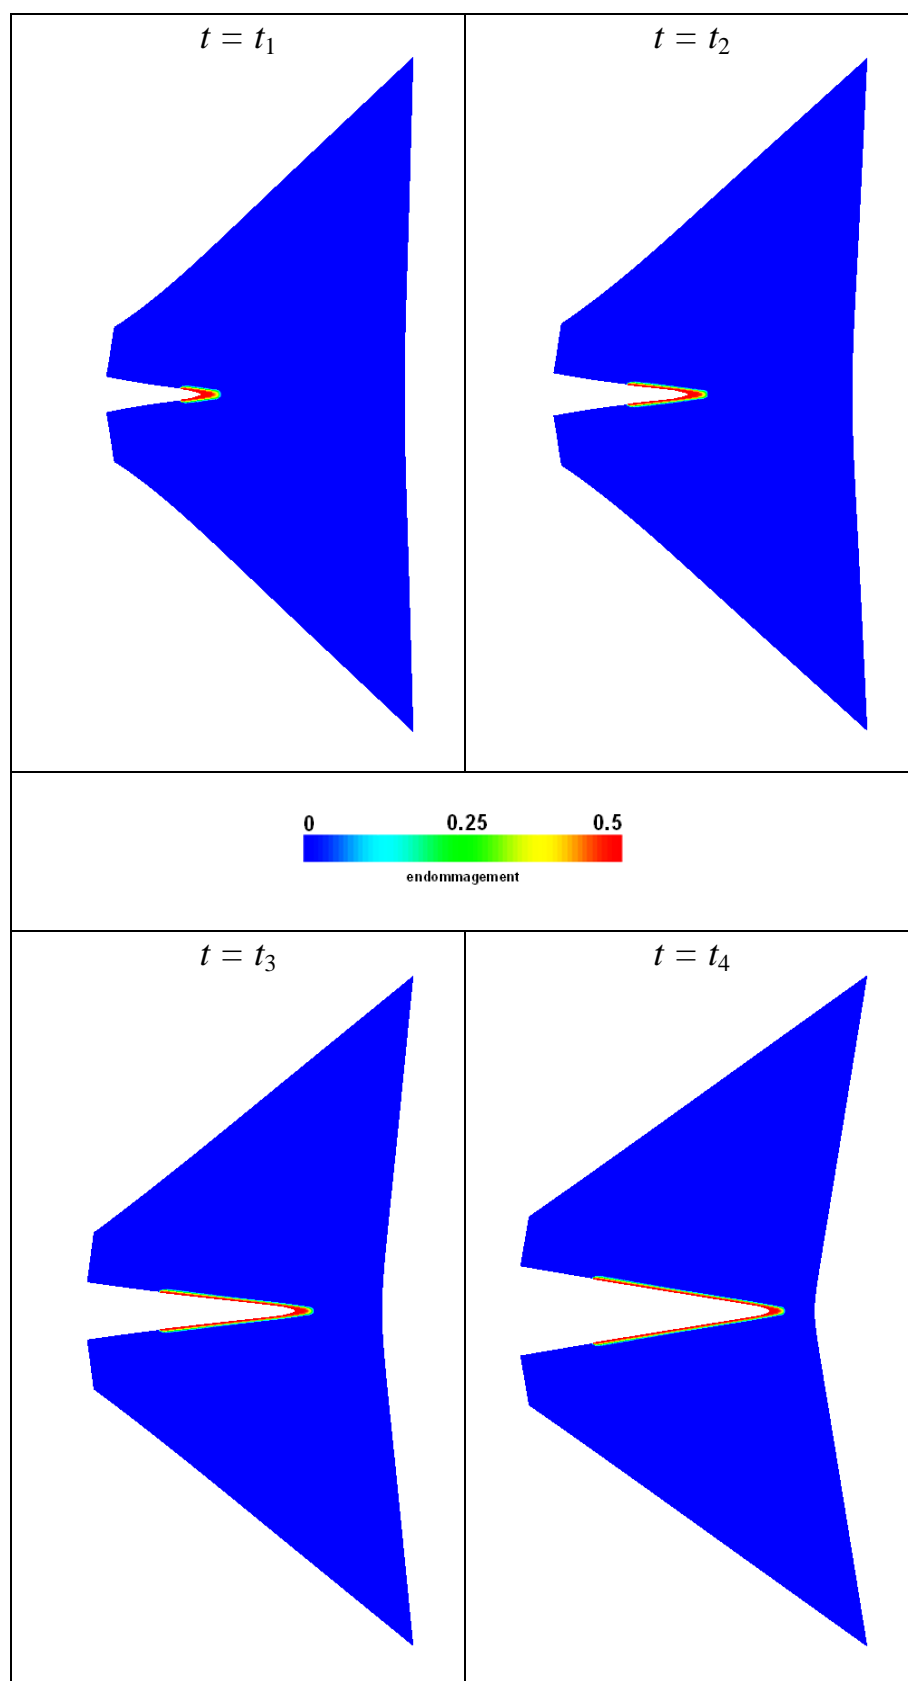 t = t₁
t = t₂
0 0.25 0.5
endommagement
t = t₃
t = t₄